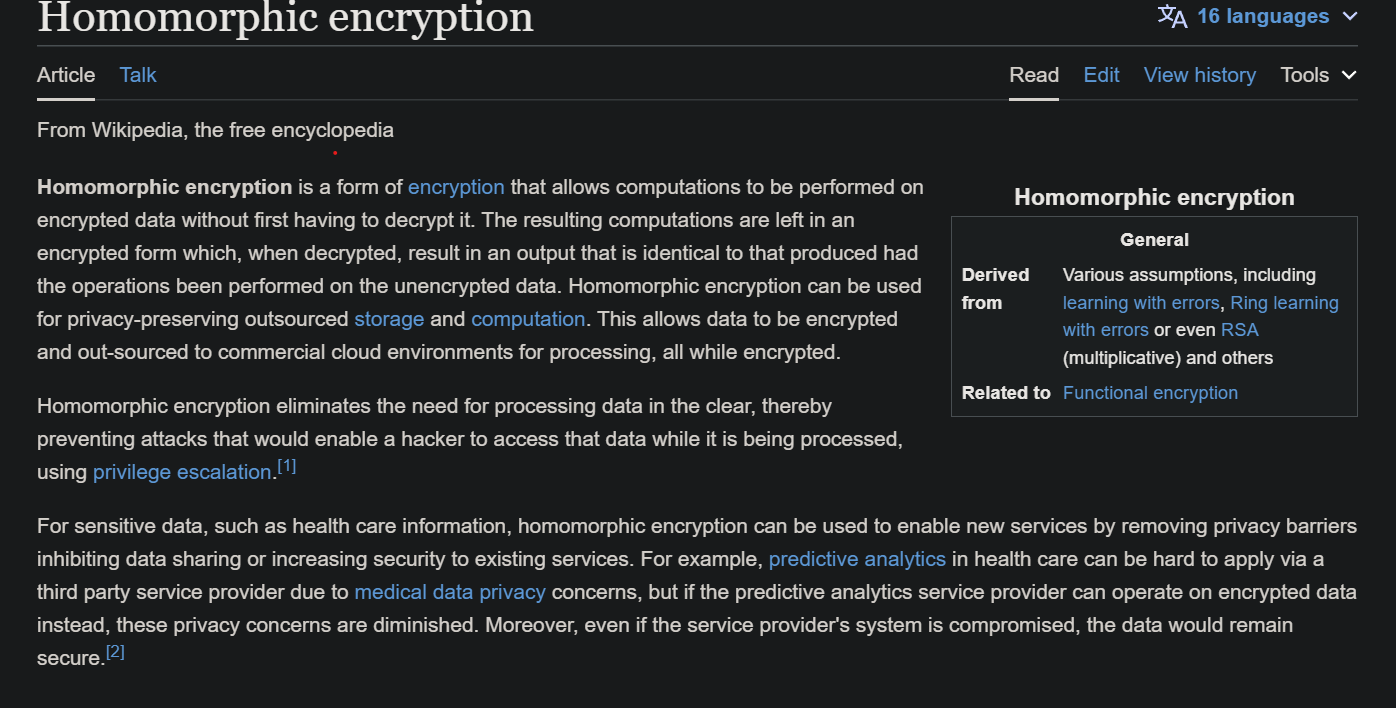 Homomorphic encryption
16 languages
Article Talk
Read Edit View history Tools
From Wikipedia, the free encyclopedia
Homomorphic encryption is a form of encryption that allows computations to be performed on
encrypted data without first having to decrypt it. The resulting computations are left in an
encrypted form which, when decrypted, result in an output that is identical to that produced had
the operations been performed on the unencrypted data. Homomorphic encryption can be used
for privacy-preserving outsourced storage and computation. This allows data to be encrypted
and out-sourced to commercial cloud environments for processing, all while encrypted.
Homomorphic encryption eliminates the need for processing data in the clear, thereby
preventing attacks that would enable a hacker to access that data while it is being processed,
using privilege escalation.[1]
Homomorphic encryption
General
Derived from
Various assumptions, including
learning with errors, Ring learning
with errors or even RSA
(multiplicative) and others
Related to Functional encryption
For sensitive data, such as health care information, homomorphic encryption can be used to enable new services by removing privacy barriers
inhibiting data sharing or increasing security to existing services. For example, predictive analytics in health care can be hard to apply via a
third party service provider due to medical data privacy concerns, but if the predictive analytics service provider can operate on encrypted data
instead, these privacy concerns are diminished. Moreover, even if the service provider's system is compromised, the data would remain
secure.[2]